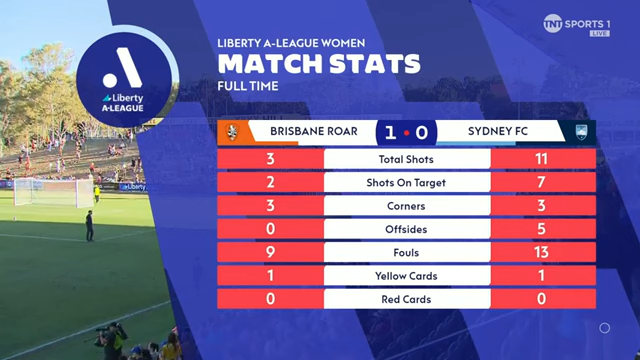 TNT SPORTS 1
LIVE
LIBERTY A-LEAGUE WOMEN
MATCH STATS
FULL TIME
Liberty
A-LEAGUE
BRISBANE ROAR 1 • 0 SYDNEY FC
3 Total Shots 11
2 Shots On Target 7
3 Corners 3
0 Offsides 5
9 Fouls 13
1 Yellow Cards 1
0 Red Cards 0